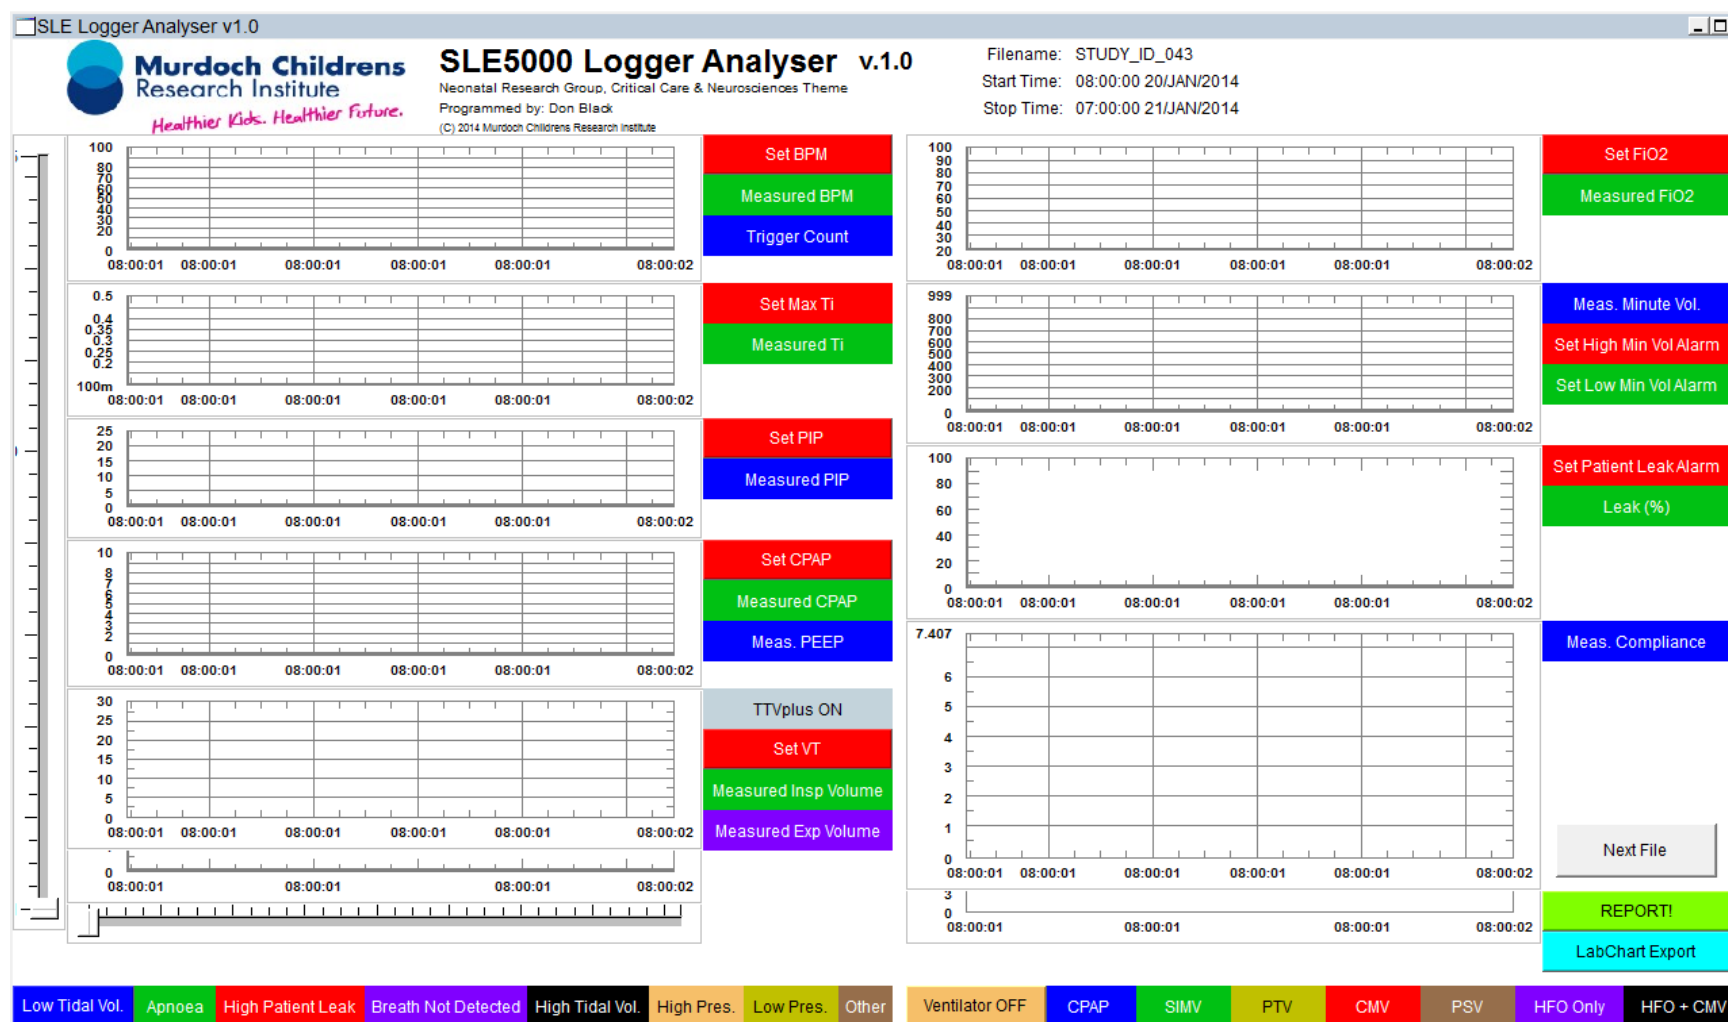 SLE Logger Analyser v1.0
Murdoch Childrens
Research Institute
Healthier Kids. Healthier Future.
SLE5000 Logger Analyser v.1.0
Neonatal Research Group, Critical Care & Neurosciences Theme
Programmed by: Don Black
(C) 2014 Murdoch Childrens Research Institute
Filename: STUDY_ID_043
Start Time: 08:00:00 20/JAN/2014
Stop Time: 07:00:00 21/JAN/2014
100
80
70
60
50
40
30
20
0
08:00:01 08:00:01 08:00:01 08:00:01 08:00:01 08:00:02
Set BPM
Measured BPM
Trigger Count
0.5
0.4
0.35
0.3
0.25
0.2
100m
08:00:01 08:00:01 08:00:01 08:00:01 08:00:01 08:00:02
Set Max Ti
Measured Ti
25
20
15
10
5
0
08:00:01 08:00:01 08:00:01 08:00:01 08:00:01 08:00:02
Set PIP
Measured PIP
10
8
7
6
5
4
3
2
0
08:00:01 08:00:01 08:00:01 08:00:01 08:00:01 08:00:02
Set CPAP
Measured CPAP
Meas. PEEP
30
25
20
15
10
5
0
08:00:01 08:00:01 08:00:01 08:00:01 08:00:01 08:00:02
TTVplus ON
Set VT
Measured Insp Volume
Measured Exp Volume
0
08:00:01 08:00:01 08:00:02
100
90
80
70
60
50
40
30
20
08:00:01 08:00:01 08:00:01 08:00:01 08:00:01 08:00:02
Set FiO2
Measured FiO2
999
800
700
600
500
400
300
200
0
08:00:01 08:00:01 08:00:01 08:00:01 08:00:01 08:00:02
Meas. Minute Vol.
Set High Min Vol Alarm
Set Low Min Vol Alarm
100
80
60
40
20
0
08:00:01 08:00:01 08:00:01 08:00:01 08:00:01 08:00:02
Set Patient Leak Alarm
Leak (%)
7.407
6
5
4
3
2
1
0
08:00:01 08:00:01 08:00:01 08:00:01 08:00:01 08:00:02
Meas. Compliance
Next File
3
0
08:00:01 08:00:01 08:00:02
REPORT!
LabChart Export
Low Tidal Vol. Apnoea High Patient Leak Breath Not Detected High Tidal Vol. High Pres. Low Pres. Other
Ventilator OFF CPAP SIMV PTV CMV PSV HFO Only HFO + CMV